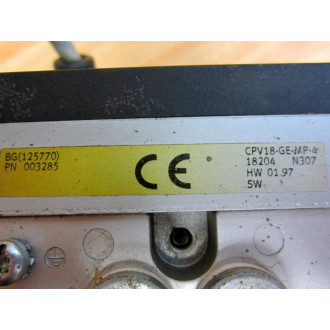 BG(125770)
PN 003285
CE
CPV18-GE-MP-4
18204 N307
HW 01.97
SW